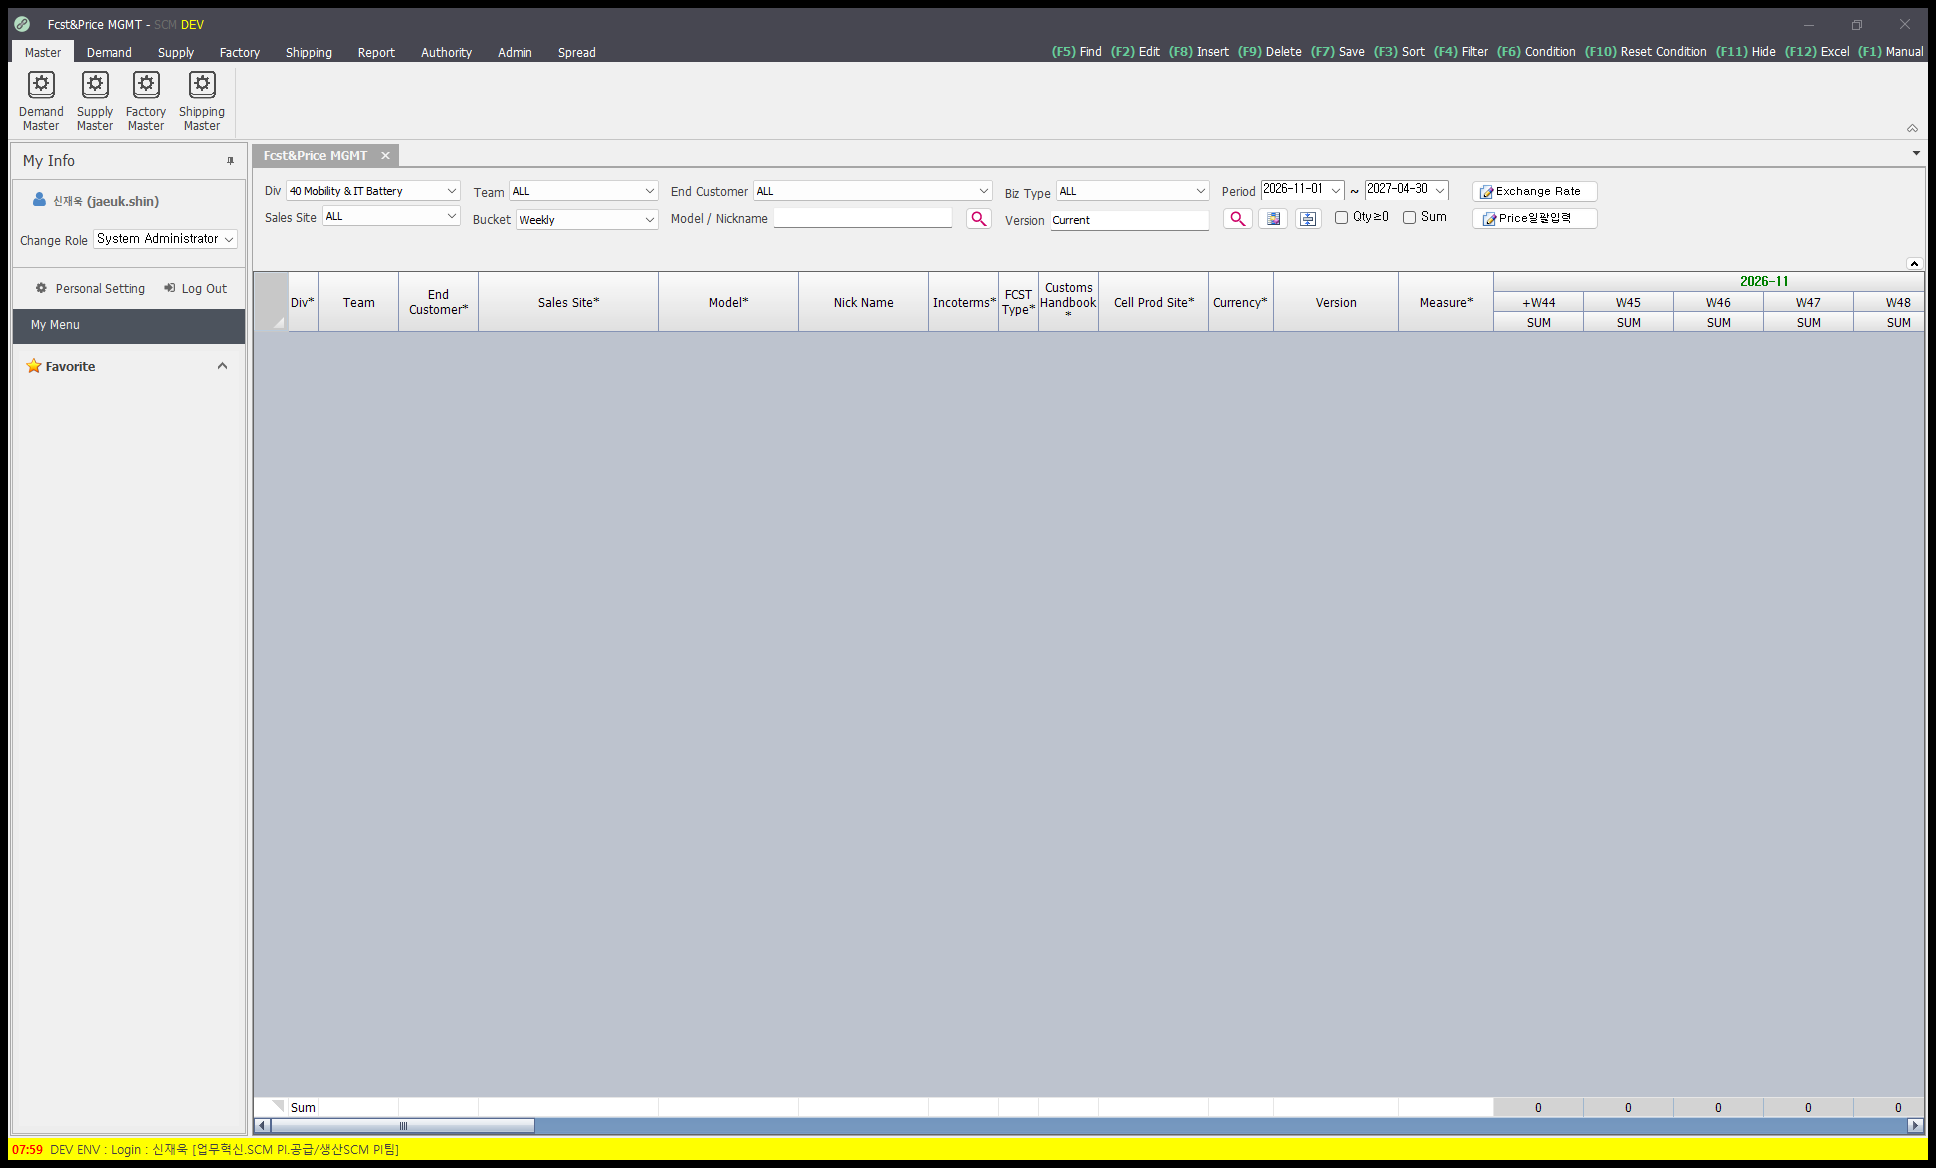 Fcst&Price MGMT - SCM DEV
Master Demand Supply Factory Shipping Report Authority Admin Spread (F5) Find (F2) Edit (F8) Insert (F9) Delete (F7) Save (F3) Sort (F4) Filter (F6) Condition (F10) Reset Condition (F11) Hide (F12) Excel (F1) Manual
Demand Master Supply Master Factory Master Shipping Master
My Info
신재욱 (jaeuk.shin)
Change Role System Administrator
Personal Setting Log Out
My Menu
Favorite
Fcst&Price MGMT
Div 40 Mobility & IT Battery Team ALL End Customer ALL Biz Type ALL Period 2026-11-01 ~ 2027-04-30 Exchange Rate
Sales Site ALL Bucket Weekly Model / Nickname Version Current Qty≥0 Sum Price일괄입력
Div* Team End Customer* Sales Site* Model* Nick Name Incoterms* FCST Type* Customs Handbook * Cell Prod Site* Currency* Version Measure* 2026-11
+W44 W45 W46 W47 W48
SUM SUM SUM SUM SUM
Sum 0 0 0 0 0
07:59 DEV ENV : Login : 신재욱 [업무혁신.SCM PI.공급/생산SCM PI팀]